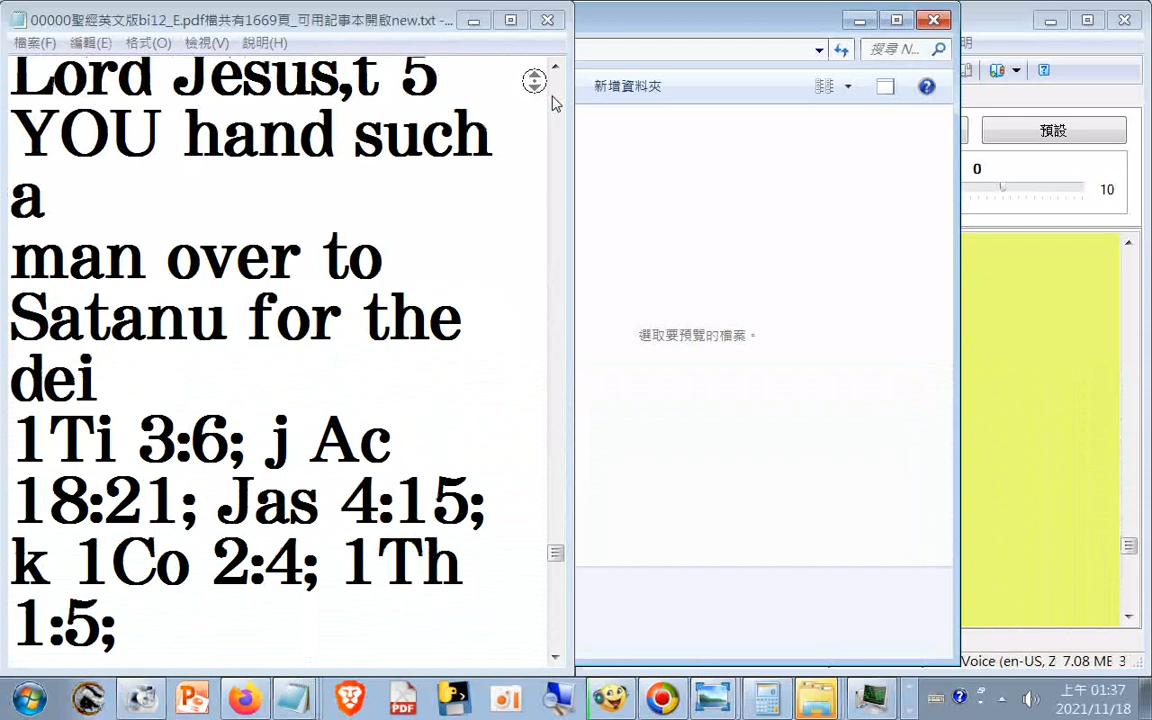 00000聖經英文版bi12_E.pdf檔共有1669頁_可用記事本開啟new.txt -...
檔案(F) 編輯(E) 格式(O) 檢視(V) 說明(H)
Lord Jesus,t 5
YOU hand such
a
man over to
Satanu for the
dei
1Ti 3:6; j Ac
18:21; Jas 4:15;
k 1Co 2:4; 1Th
1:5;
搜尋 N...
新增資料夾
選取要預覽的檔案。
明
預設
0
10
Voice (en-US, Z 7.08 ME 3
PDF
上午 01:37
2021/11/18